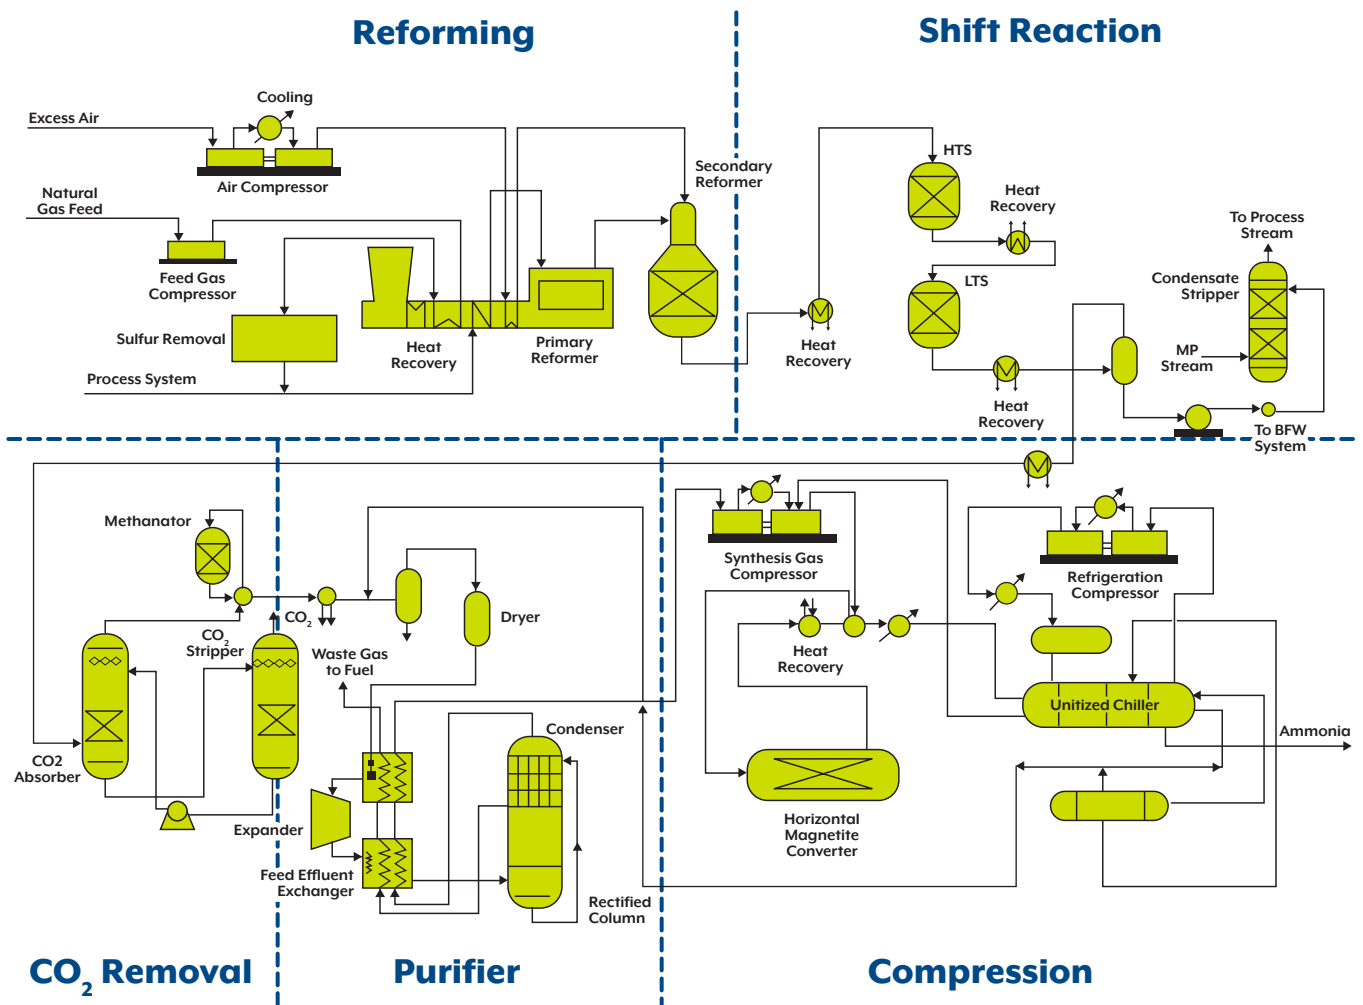 Reforming
Shift Reaction
Cooling
Excess Air
Air Compressor
Natural
Gas Feed
Feed Gas
Compressor
Sulfur Removal
Process System
Heat
Recovery
Primary
Reformer
Secondary
Reformer
HTS
Heat
Recovery
LTS
Heat
Recovery
Heat
Recovery
To Process
Stream
Condensate
Stripper
MP
Stream
To BFW
System
Methanator
CO2
Stripper
CO2
CO2
Absorber
Dryer
Waste Gas
to Fuel
Condenser
Expander
Feed Effluent
Exchanger
Rectified
Column
Synthesis Gas
Compressor
Refrigeration
Compressor
Heat
Recovery
Unitized Chiller
Ammonia
Horizontal
Magnetite
Converter
CO2 Removal
Purifier
Compression